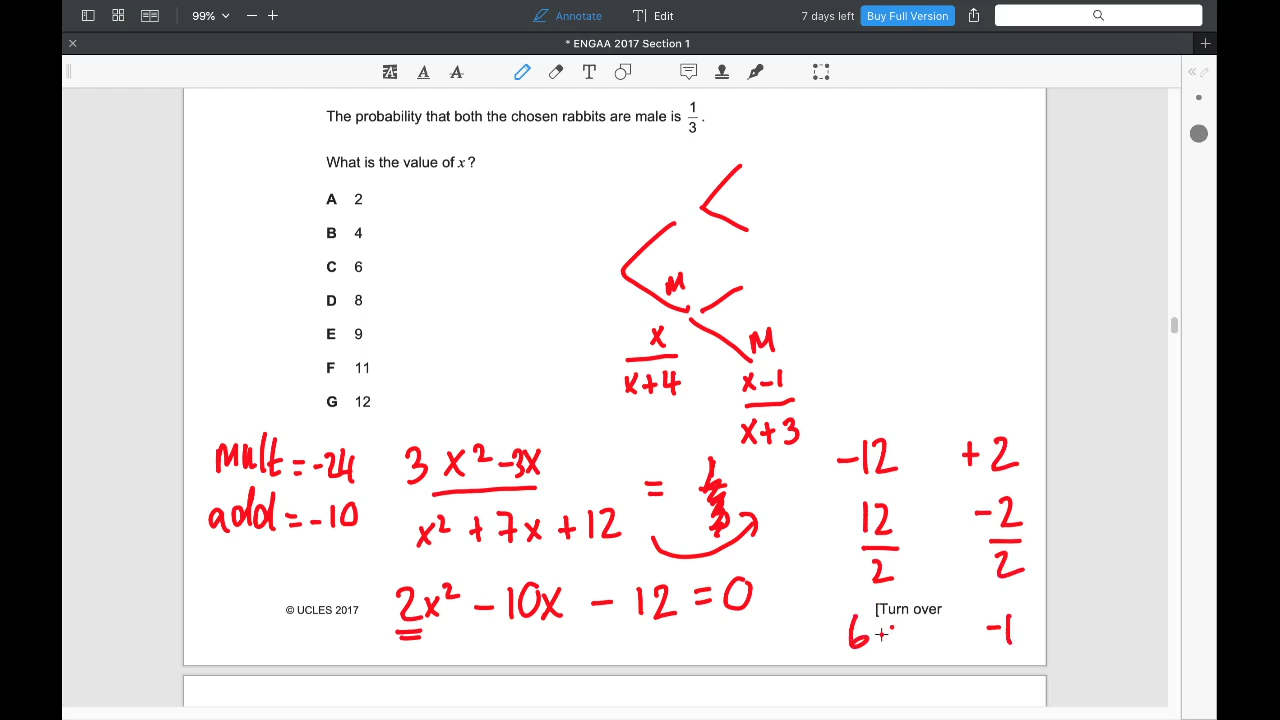 99%
Annotate
Edit
7 days left
Buy Full Version
* ENGAA 2017 Section 1
The probability that both the chosen rabbits are male is 1/3.
What is the value of x?
A 2
B 4
C 6
D 8
E 9
F 11
G 12
M
x/x+4
M
x-1/x+3
mult = -24
add = -10
3x² -3x
x² + 7x + 12
=
2x² - 10x - 12 = 0
-12 +2
12/2 -2/2
6 -1
© UCLES 2017
[Turn over